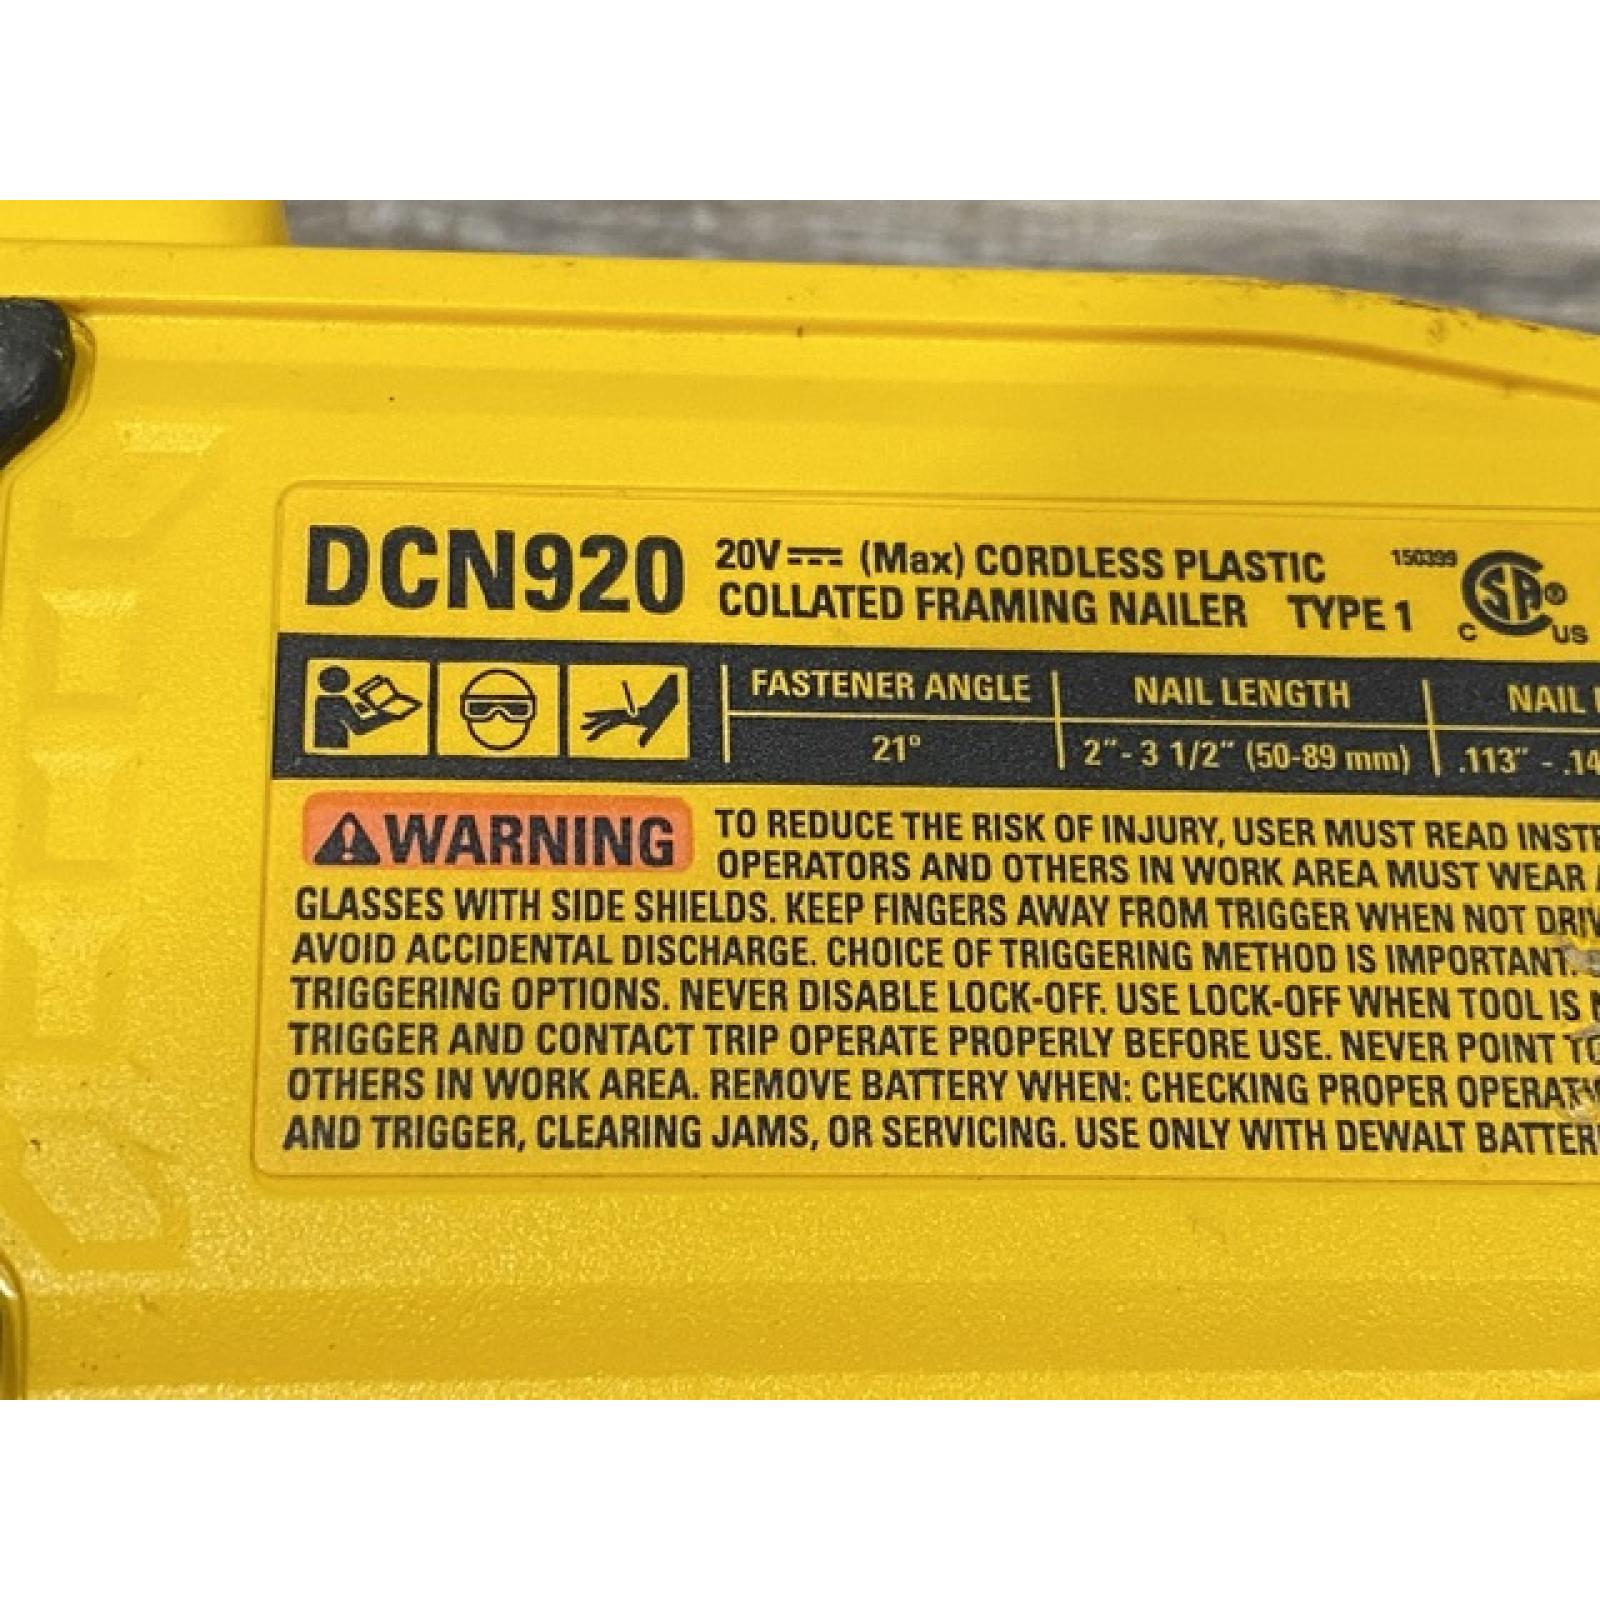 DCN920
20V (Max) CORDLESS PLASTIC
COLLATED FRAMING NAILER TYPE 1
150399
CSA®
C US
FASTENER ANGLE NAIL LENGTH NAIL
21° 2" - 3 1/2" (50-89 mm) .113" - .14
WARNING TO REDUCE THE RISK OF INJURY, USER MUST READ
OPERATORS AND OTHERS IN WORK AREA MUST WEAR
GLASSES WITH SIDE SHIELDS. KEEP FINGERS AWAY FROM TRIGGER WHEN NOT
AVOID ACCIDENTAL DISCHARGE. CHOICE OF TRIGGERING METHOD IS IMPORTANT.
TRIGGERING OPTIONS. NEVER DISABLE LOCK-OFF. USE LOCK-OFF WHEN TOOL IS
TRIGGER AND CONTACT TRIP OPERATE PROPERLY BEFORE USE. NEVER POINT
OTHERS IN WORK AREA. REMOVE BATTERY WHEN: CHECKING PROPER
AND TRIGGER, CLEARING JAMS, OR SERVICING. USE ONLY WITH DEWALT